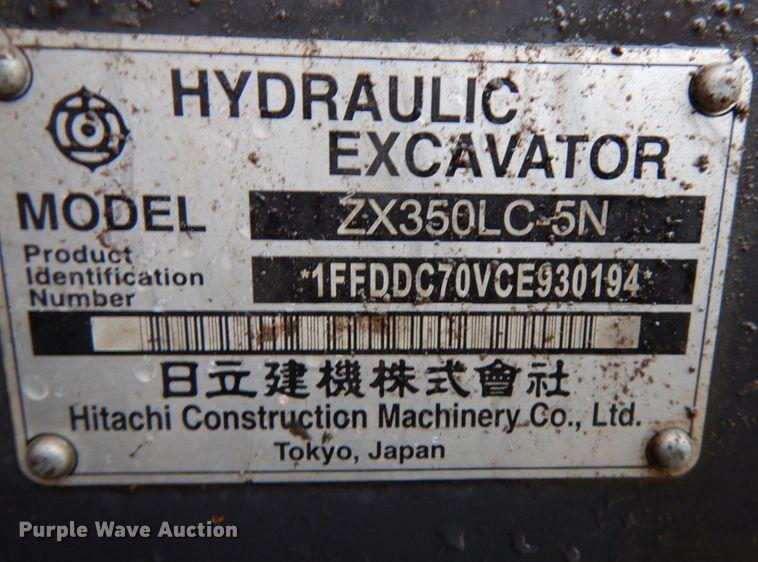 HYDRAULIC
EXCAVATOR
MODEL ZX350LC-5N
Product
Identification
Number
*1FFDDC70VCE930194*
日立建機株式會社
Hitachi Construction Machinery Co., Ltd.
Tokyo, Japan
Purple Wave Auction